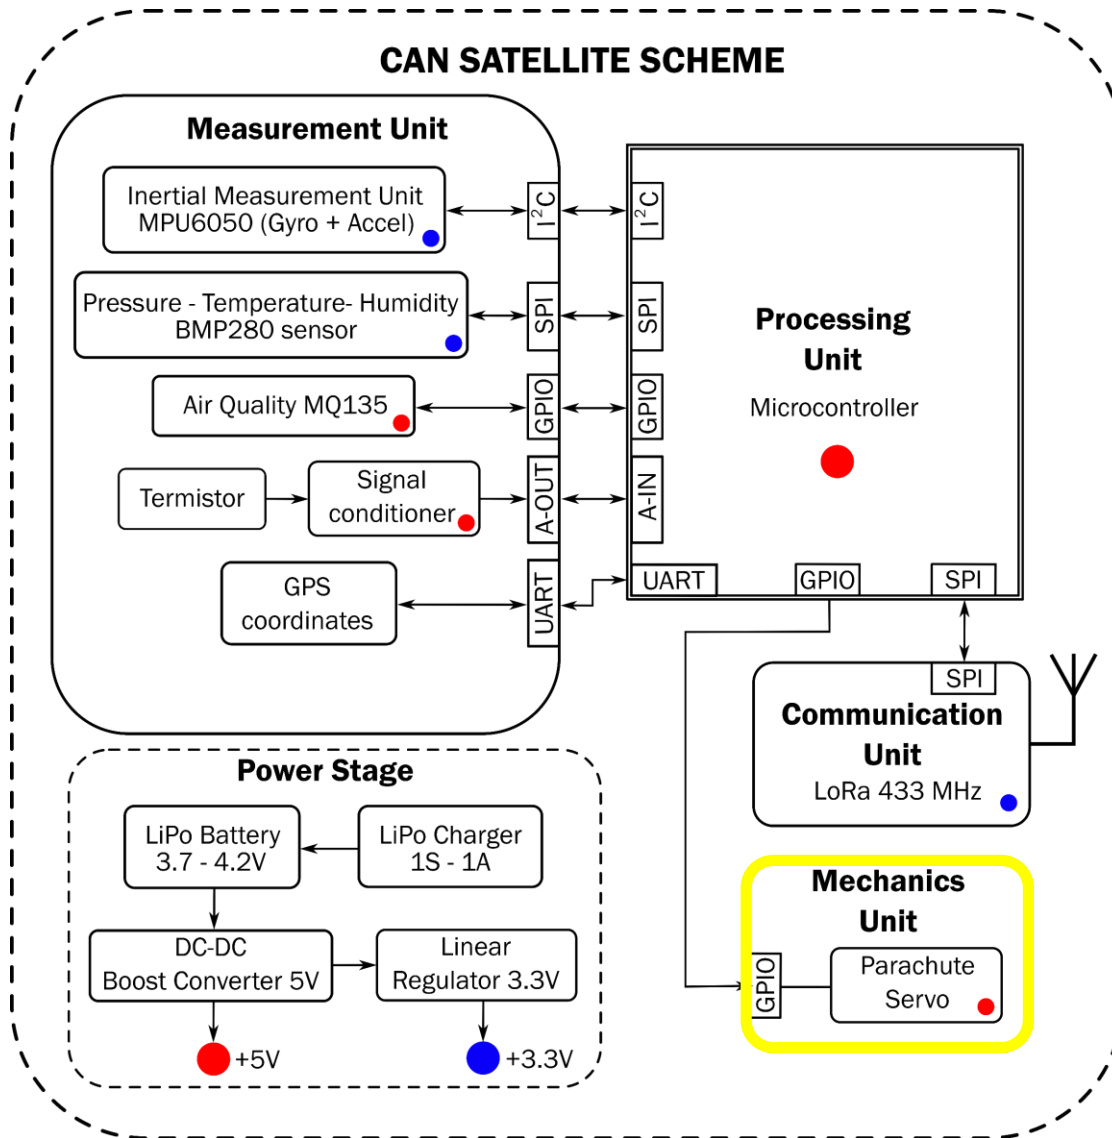 CAN SATELLITE SCHEME
Measurement Unit
Inertial Measurement Unit
MPU6050 (Gyro + Accel)
I²C
I²C
Pressure - Temperature- Humidity
BMP280 sensor
SPI
SPI
Air Quality MQ135
GPIO
GPIO
Termistor
Signal
conditioner
A-OUT
A-IN
GPS
coordinates
UART
Processing
Unit
Microcontroller
UART
GPIO
SPI
SPI
Communication
Unit
LoRa 433 MHz
Power Stage
LiPo Battery
3.7 - 4.2V
LiPo Charger
1S - 1A
DC-DC
Boost Converter 5V
Linear
Regulator 3.3V
+5V
+3.3V
Mechanics
Unit
GPIO
Parachute
Servo